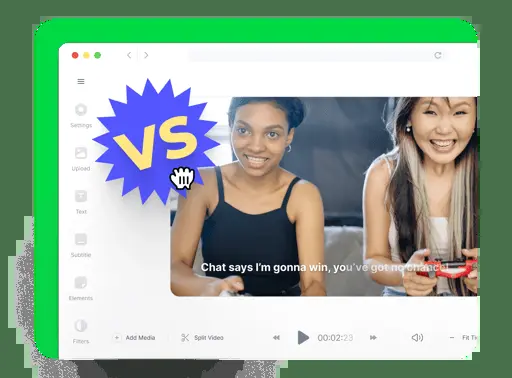 VS
Settings
Upload
Text
Subtitle
Elements
Filters
Chat says I'm gonna win, you've got no chance!
Add Media
Split Video
00:02:23
Fit